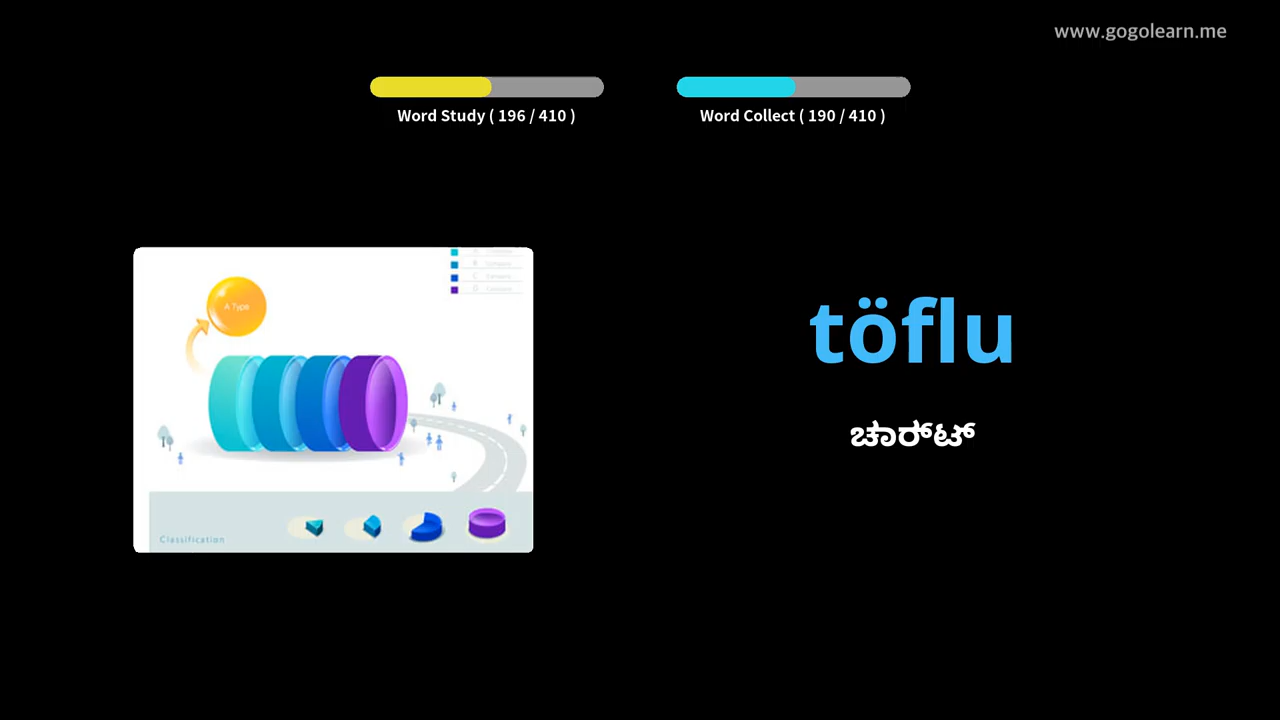 www.gogolearn.me
Word Study ( 196 / 410 )
Word Collect ( 190 / 410 )
A Type
C
Classification
töflu
ಚಾರ್ಟ್